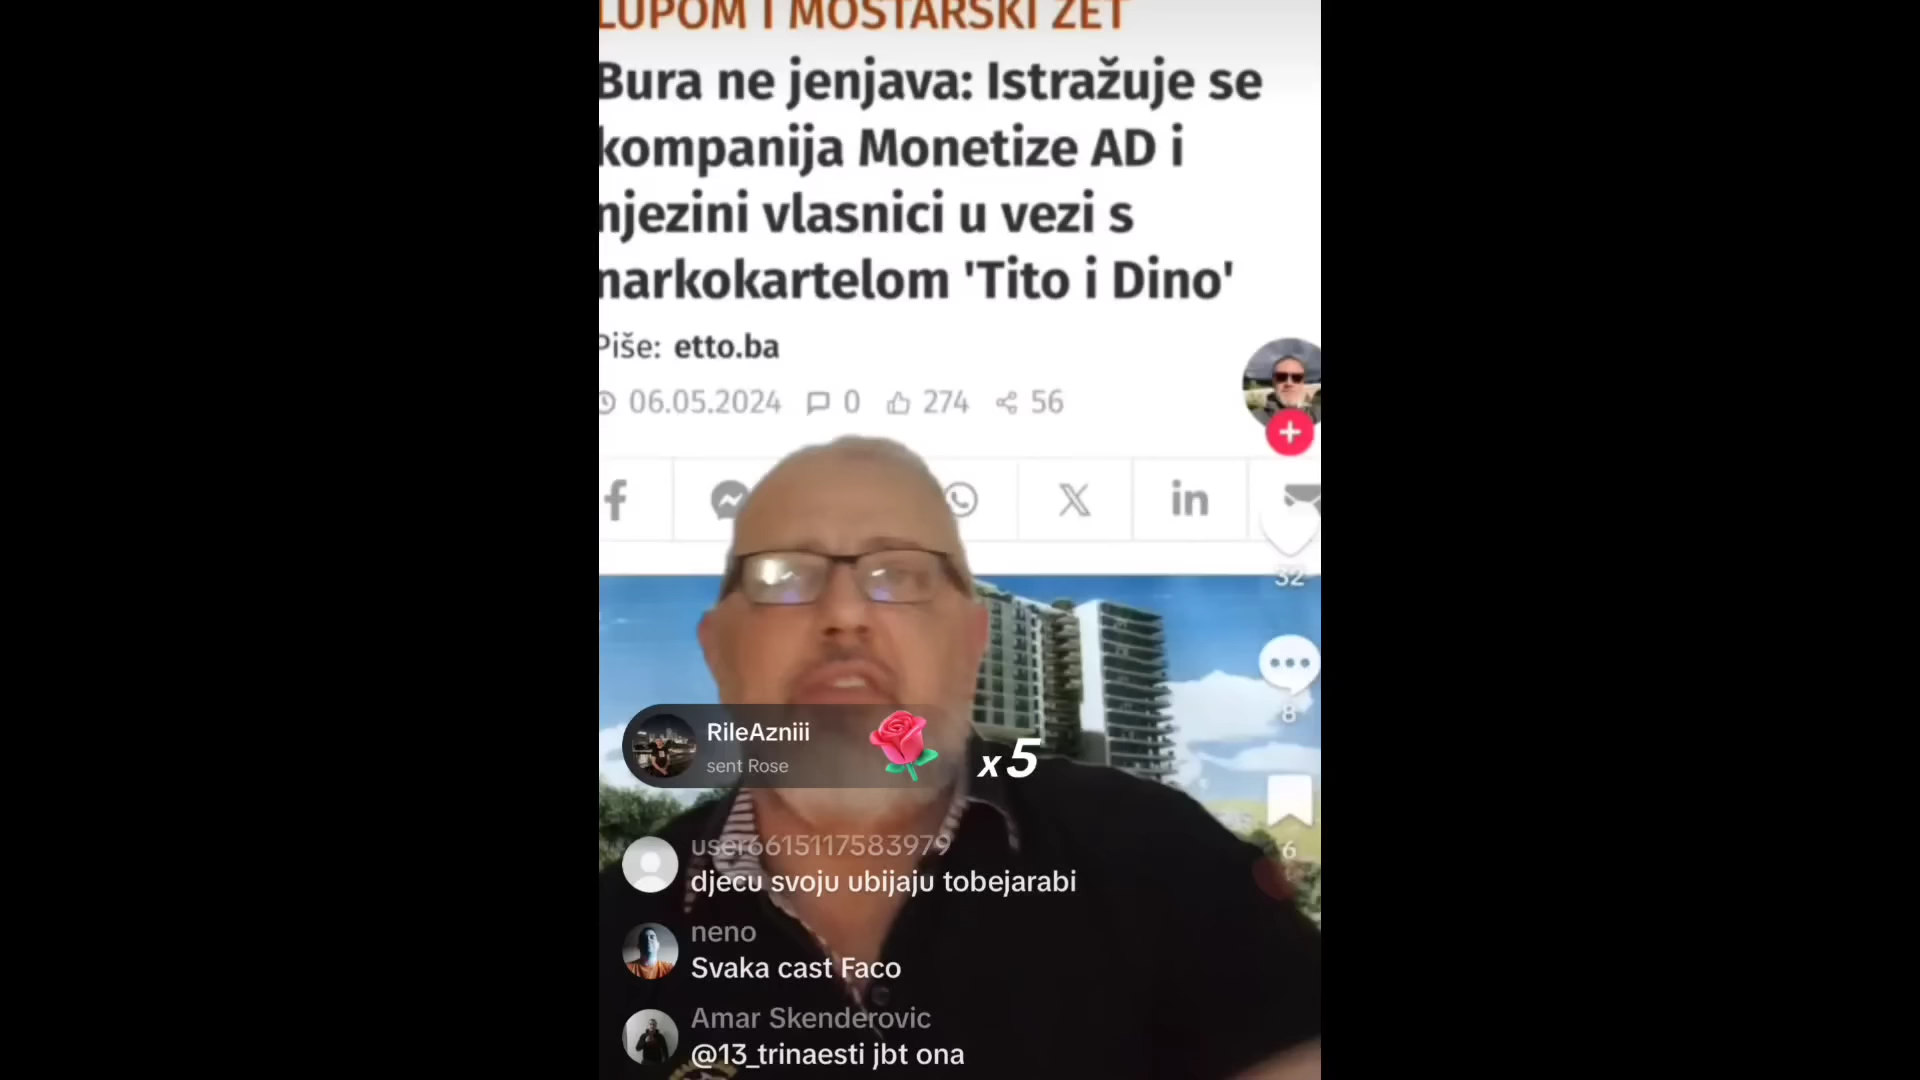 LUPOM I MOSTARSKI ZET
Bura ne jenjava: Istražuje se
kompanija Monetize AD i
njezini vlasnici u vezi s
narkokartelom 'Tito i Dino'
Piše: etto.ba
06.05.2024 0 274 56
32
8
RileAzniii
sent Rose
x5
6
user6615117583979
djecu svoju ubijaju tobejarabi
neno
Svaka cast Faco
Amar Skenderovic
@13_trinaesti jbt ona